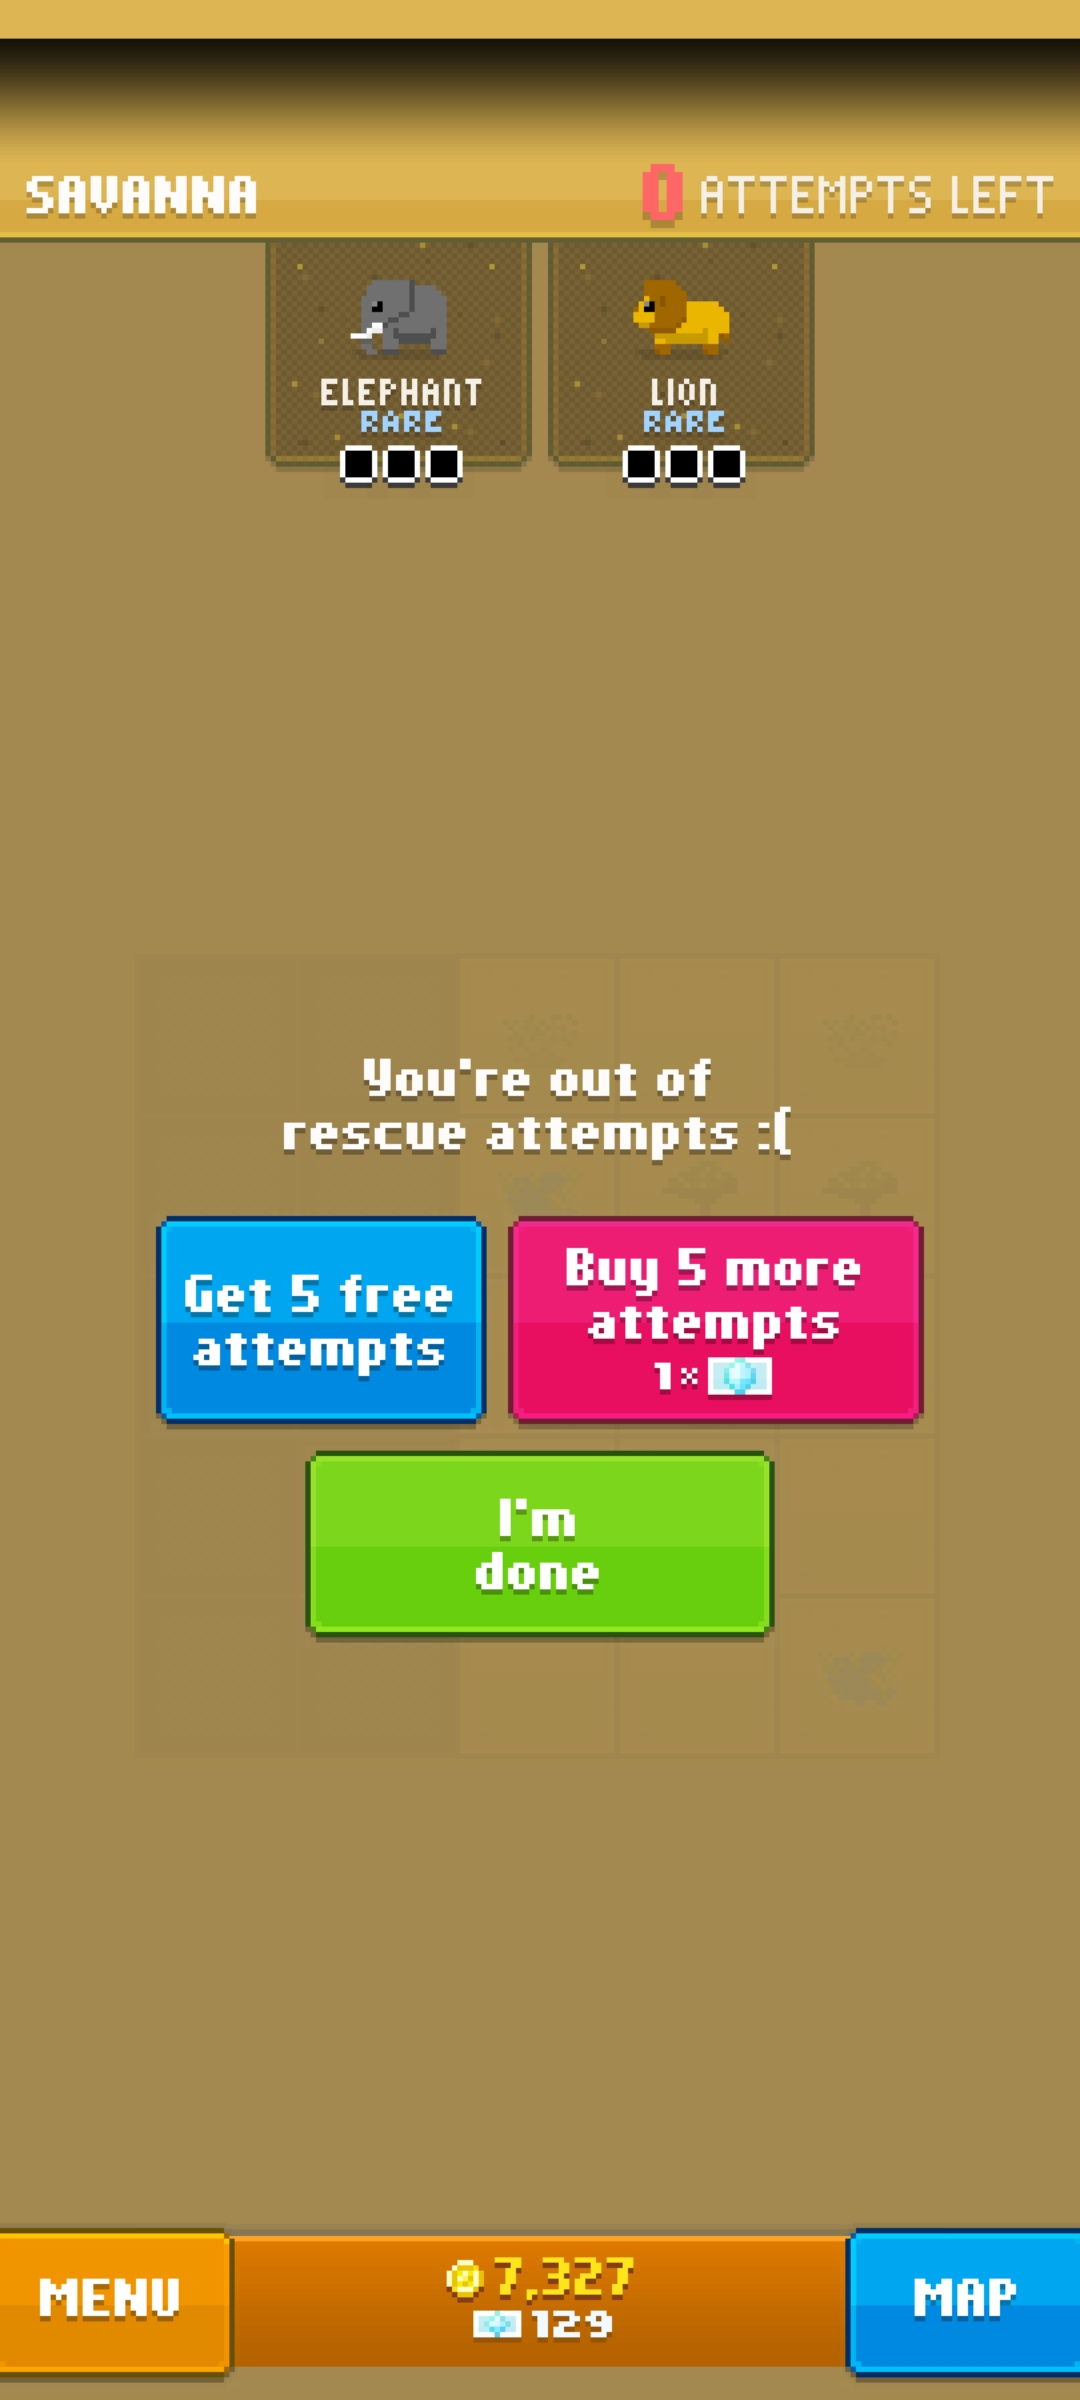 SAVANNA
0 ATTEMPTS LEFT
ELEPHANT
RARE
LION
RARE
You're out of
rescue attempts :(
Get 5 free
attempts
Buy 5 more
attempts
1×
I'm
done
MENU
7,327
129
MAP